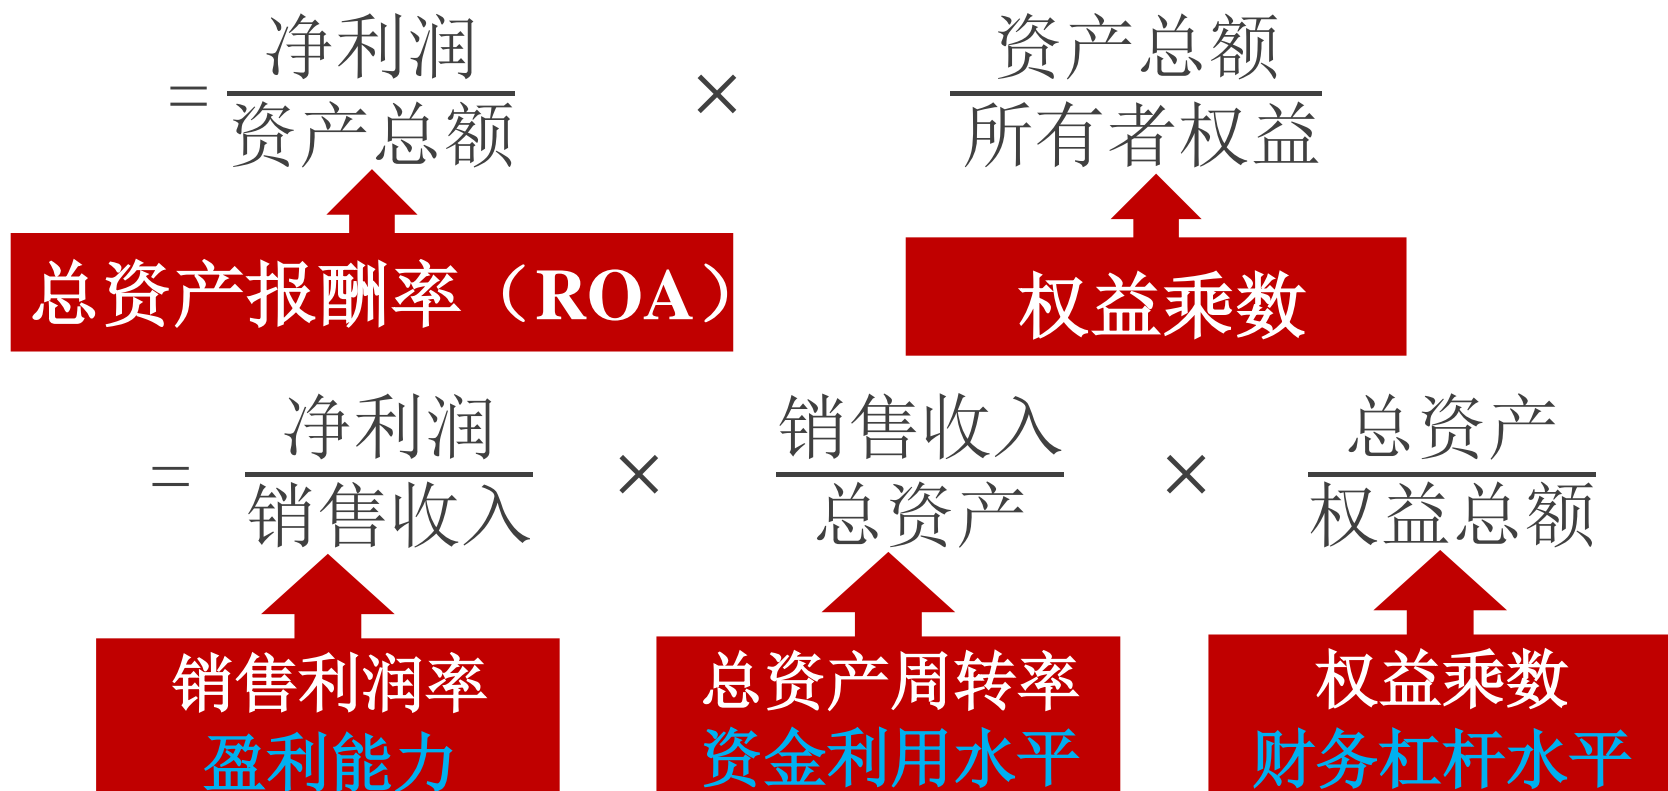 净利润 资产总额
= × 
资产总额 所有者权益
总资产报酬率（ROA） 权益乘数
净利润 销售收入 总资产
= × ×
销售收入 总资产 权益总额
销售利润率 总资产周转率 权益乘数
盈利能力 资金利用水平 财务杠杆水平